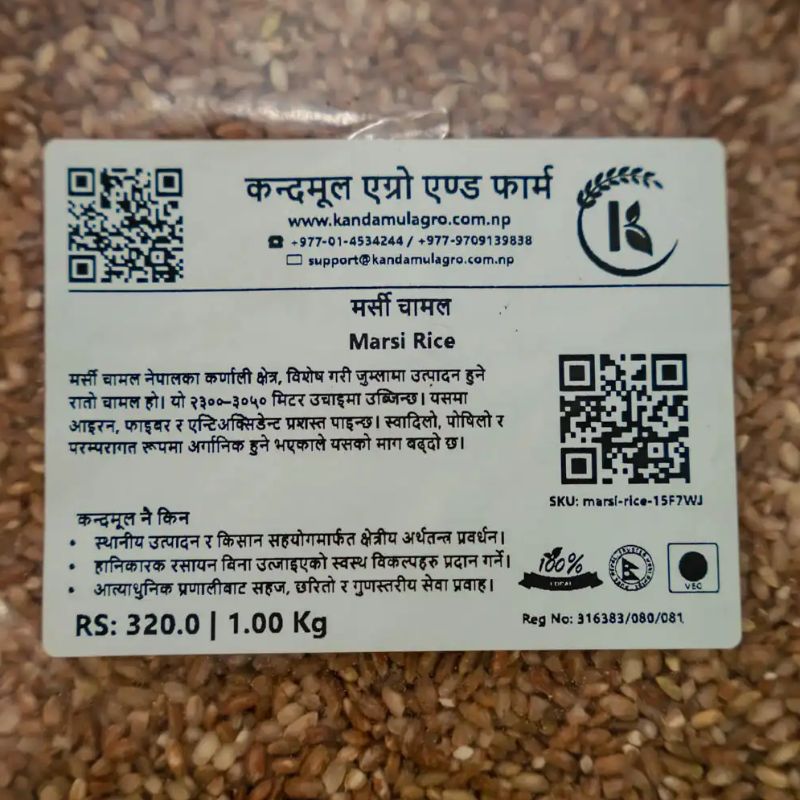 कन्दमूल एग्रो एण्ड फार्म
www.kandamulagro.com.np
+977-01-4534244 / +977-9709139838
support@kandamulagro.com.np
मर्सी चामल
Marsi Rice
मर्सी चामल नेपालका कर्णाली क्षेत्र, विशेष गरी जुम्लामा उत्पादन हुने
रातो चामल हो। यो २३००–३०५० मिटर उचाइमा उब्जिन्छ। यसमा
आइरन, फाइबर र एन्टिअक्सिडेन्ट प्रशस्त पाइन्छ। स्वादिलो, पोषिलो र
परम्परागत रूपमा अर्गानिक हुने भएकाले यसको माग बढ्दो छ।
SKU: marsi-rice-15F7WJ
कन्दमूल नै किन
• स्थानीय उत्पादन र किसान सहयोगमार्फत क्षेत्रीय अर्थतन्त्र प्रवर्धन।
• हानिकारक रसायन विना उब्जाइएको स्वस्थ विकल्पहरु प्रदान गर्ने।
• आत्याधुनिक प्रणालीबाट सहज, छरितो र गुणस्तरीय सेवा प्रवाह।
100%
LOCAL
VEG
RS: 320.0 | 1.00 Kg
Reg No: 316383/080/081